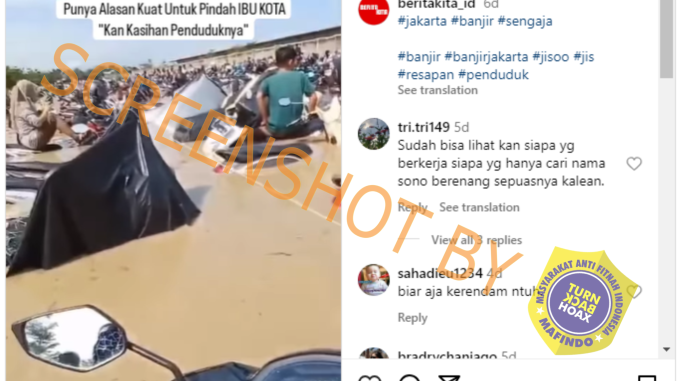 Punya Alasan Kuat Untuk Pindah IBU KOTA
"Kan Kasihan Penduduknya"
SCREENSHOT BY
beritakita_id 6d
#jakarta #banjir #sengaja
#banjir #banjirjakarta #jisoo #jis
#resapan #penduduk
See translation
tri.tri149 5d
Sudah bisa lihat kan siapa yg
berkerja siapa yg hanya cari nama
sono berenang sepuasnya kalean.
Reply See translation
View all 3 replies
sahadieu1234 4d
biar aja kerendam
Reply
MASYARAKAT ANTI FITNAH INDONESIA
TURN
BACK
HOAX
MAFINDO
5d